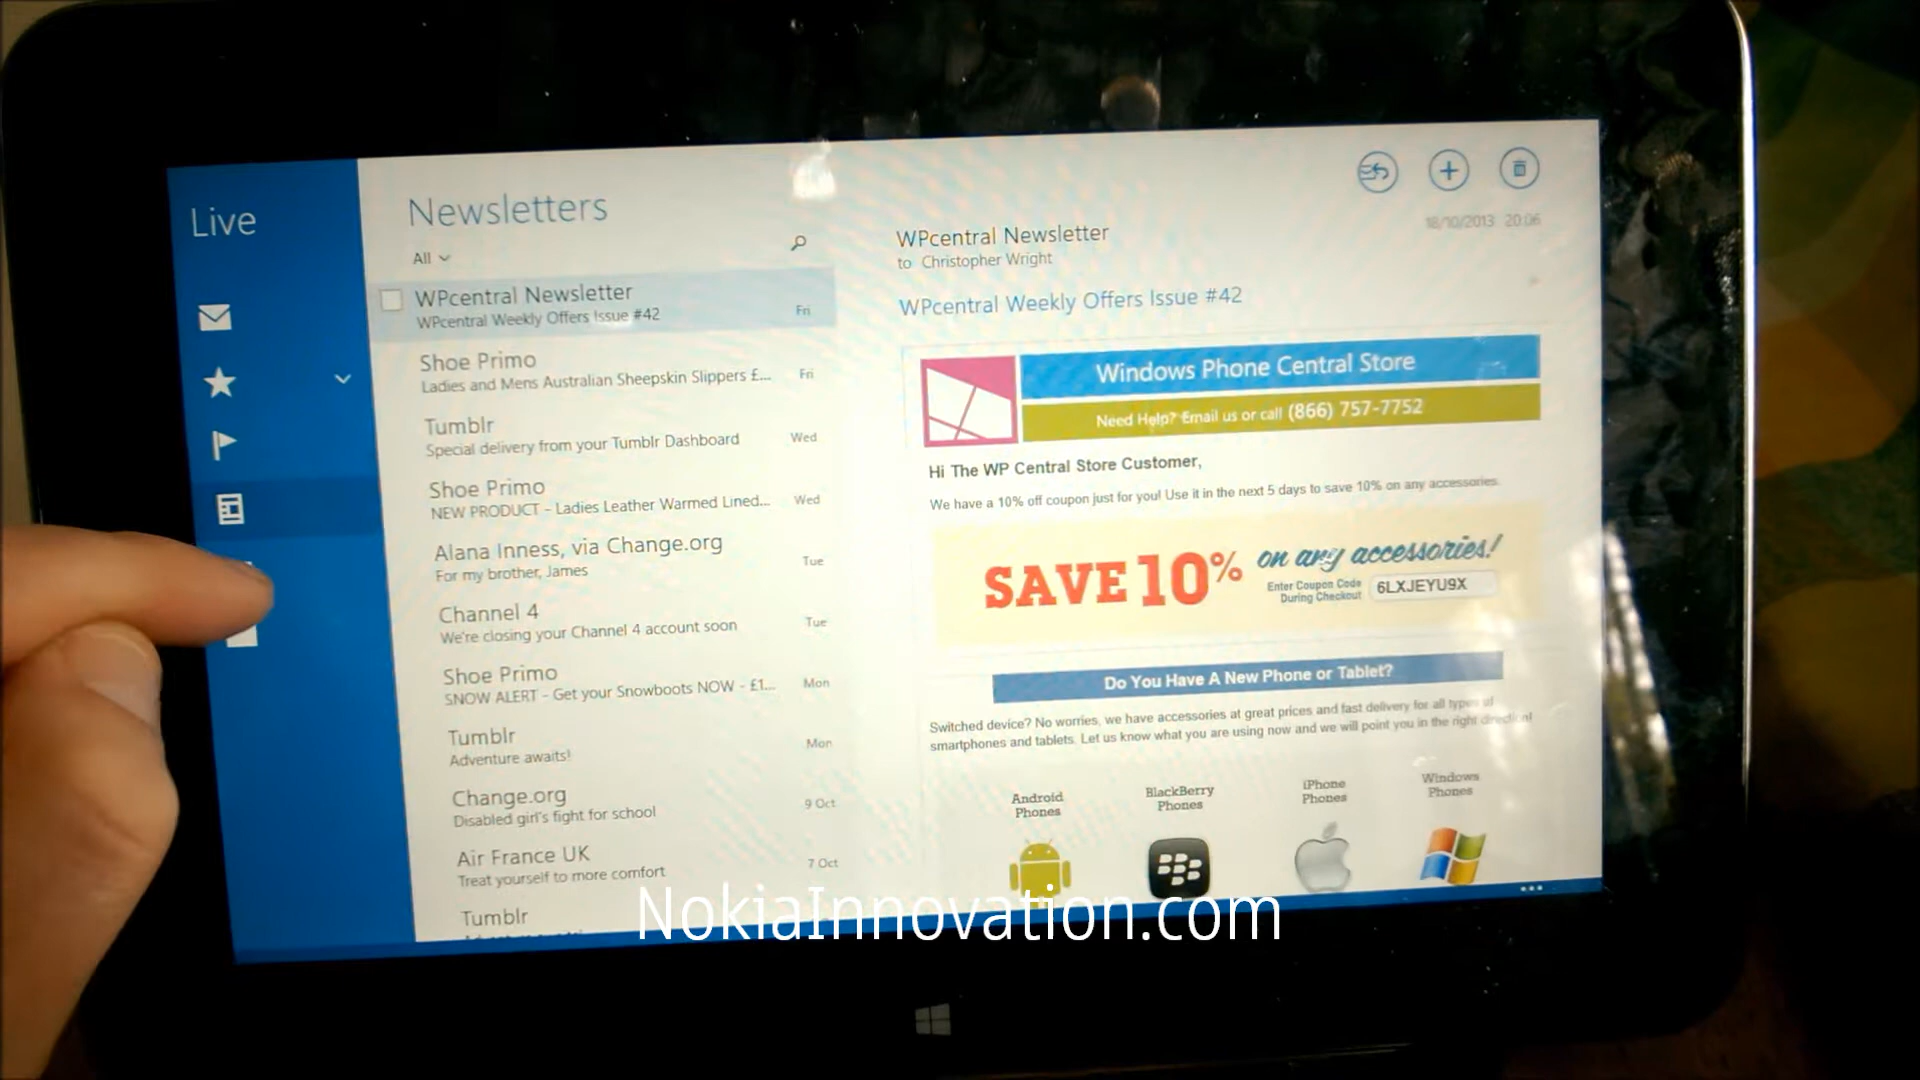 Live
Newsletters
All
WPcentral Newsletter
WPcentral Weekly Offers Issue #42
Fri
Shoe Primo
Ladies and Mens Australian Sheepskin Slippers £...
Fri
Tumblr
Special delivery from your Tumblr Dashboard
Wed
Shoe Primo
NEW PRODUCT - Ladies Leather Warmed Lined...
Wed
Alana Inness, via Change.org
For my brother, James
Tue
Channel 4
We're closing your Channel 4 account soon
Tue
Shoe Primo
SNOW ALERT - Get your Snowboots NOW - £1...
Mon
Tumblr
Adventure awaits!
Mon
Change.org
Disabled girl's fight for school
9 Oct
Air France UK
Treat yourself to more comfort
7 Oct
Tumblr
18/10/2013 20:06
WPcentral Newsletter
to Christopher Wright
WPcentral Weekly Offers Issue #42
Windows Phone Central Store
Need Help? Email us or call (866) 757-7752
Hi The WP Central Store Customer,
We have a 10% off coupon just for you! Use it in the next 5 days to save 10% on any accessories.
SAVE 10% on any accessories!
Enter Coupon Code
During Checkout
6LXJEYU9X
Do You Have A New Phone or Tablet?
Switched device? No worries, we have accessories at great prices and fast delivery for all types of
smartphones and tablets. Let us know what you are using now and we will point you in the right direction!
Android
Phones
BlackBerry
Phones
iPhone
Phones
Windows
Phones
NokiaInnovation.com